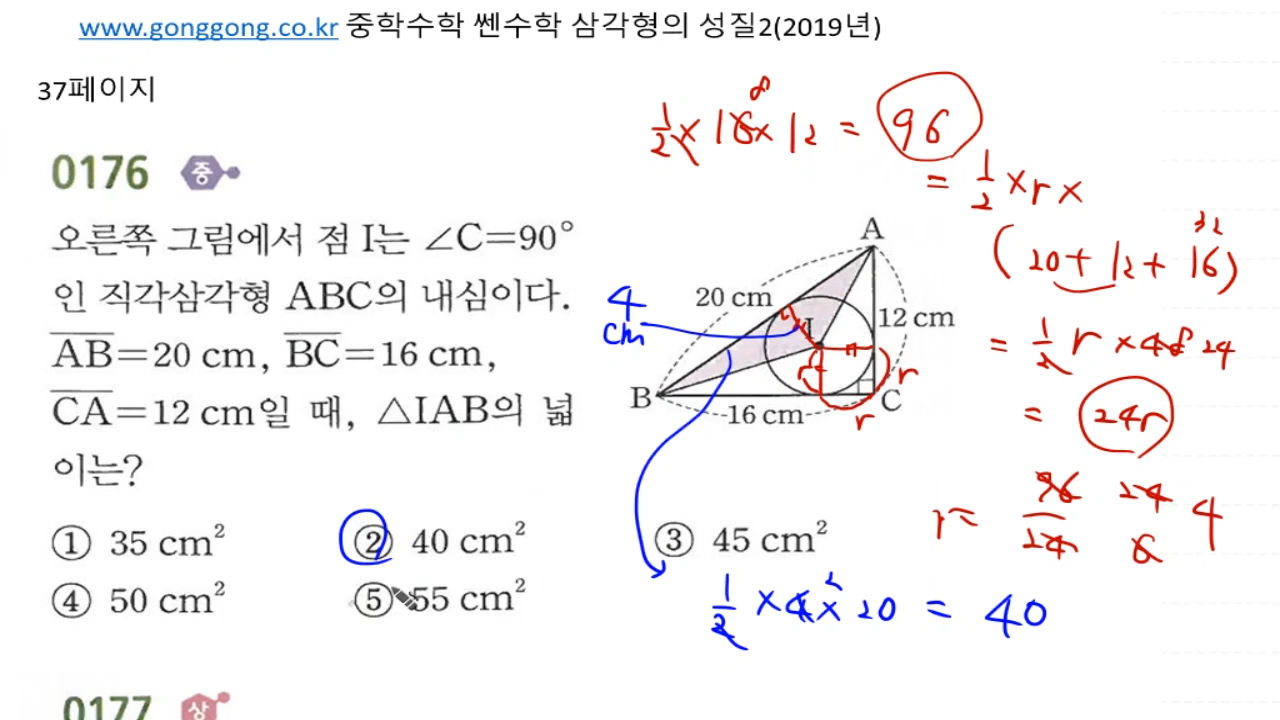 www.gonggong.co.kr 중학수학 쎈수학 삼각형의 성질2(2019년)
37페이지
0176 중
오른쪽 그림에서 점 I는 ∠C=90°
인 직각삼각형 ABC의 내심이다.
AB=20 cm, BC=16 cm,
CA=12 cm일 때, △IAB의 넓
이는?
① 35 cm²
② 40 cm²
③ 45 cm²
④ 50 cm²
⑤ 55 cm²
A
20 cm
12 cm
I
B
16 cm
C
r
r
r
4
cm
8
1/2 × 16 × 12 = 96
= 1/2 × r ×
32
(20 + 12 + 16)
= 1/2 r × 48 24
= 24r
r = 96/24 24/6 4
2
1/2 × 4 × 20 = 40
0177 상